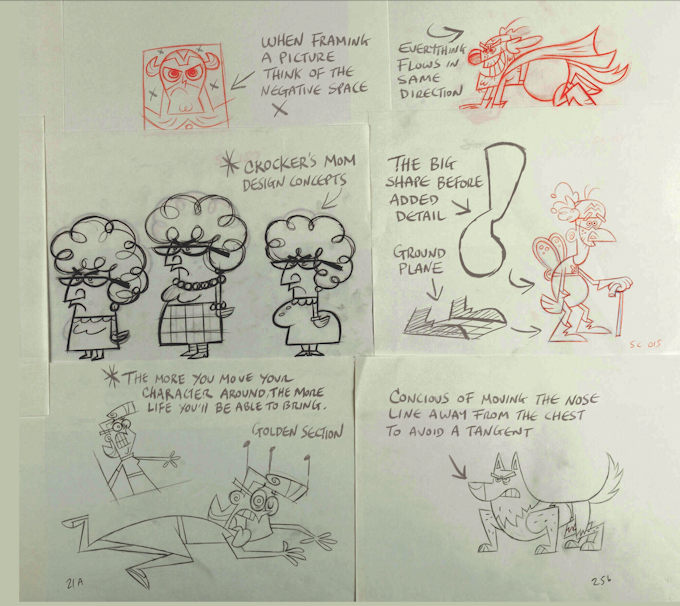 WHEN FRAMING
A PICTURE
THINK OF THE
NEGATIVE SPACE
X
EVERYTHING
FLOWS IN
SAME
DIRECTION
* CROCKER'S MOM
DESIGN CONCEPTS
THE BIG
SHAPE BEFORE
ADDED
DETAIL
GROUND
PLANE
SC 015
* THE MORE YOU MOVE YOUR
CHARACTER AROUND, THE MORE
LIFE YOU'LL BE ABLE TO BRING.
GOLDEN SECTION
21A
CONCIOUS OF MOVING THE NOSE
LINE AWAY FROM THE CHEST
TO AVOID A TANGENT